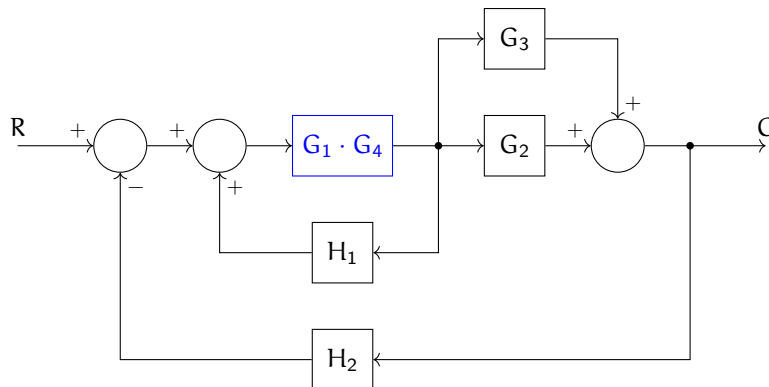 G₃
R + + G₁ · G₄ + G₂ + C
− +
H₁
H₂